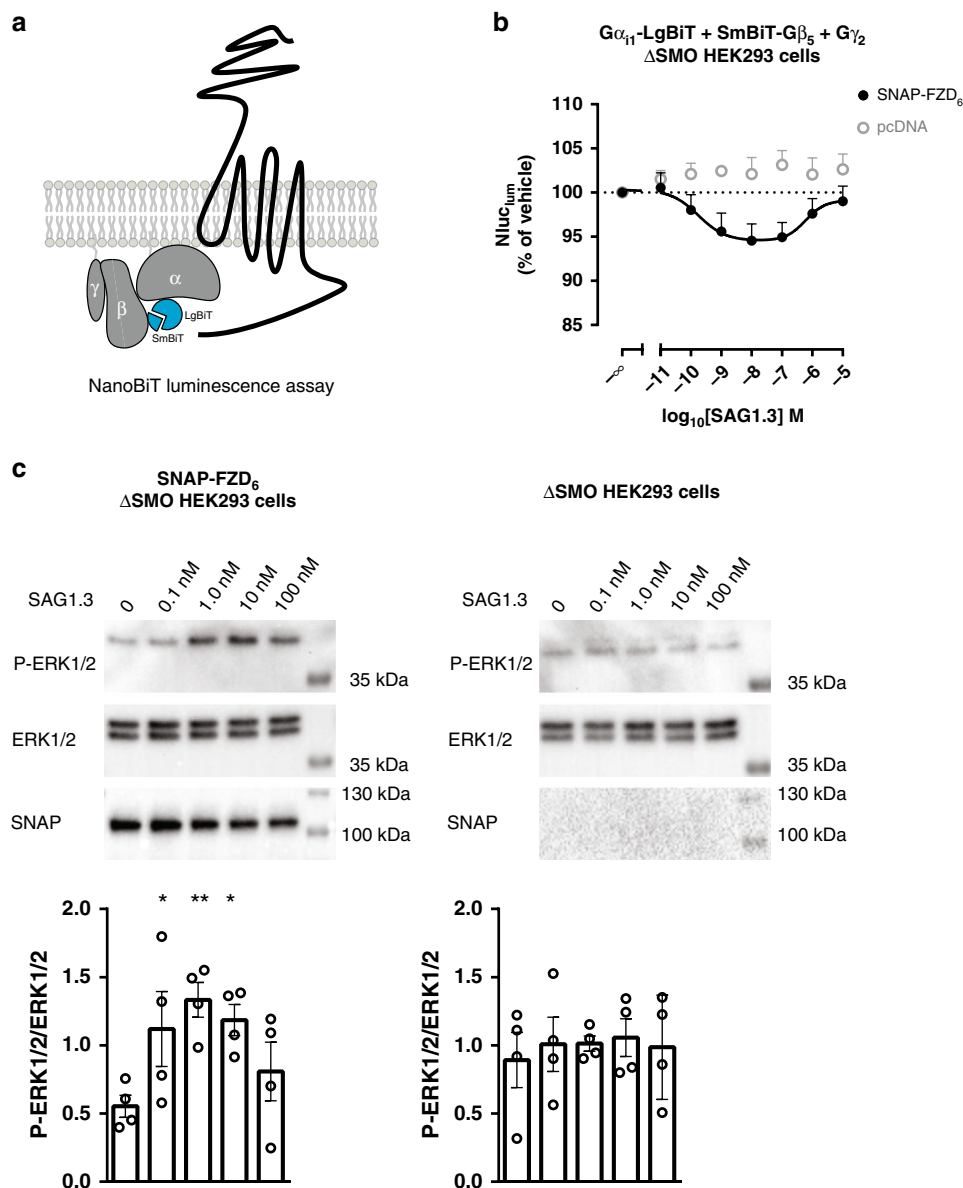 a
γ
β
α
LgBiT
SmBiT
NanoBiT luminescence assay
b
Gαi1-LgBiT + SmBiT-Gβ5 + Gγ2
ΔSMO HEK293 cells
110
105
100
95
90
85
Nluclum
(% of vehicle)
SNAP-FZD6
pcDNA
–∞
–11
–10
–9
–8
–7
–6
–5
log10[SAG1.3] M
c
SNAP-FZD6
ΔSMO HEK293 cells
SAG1.3
0
0.1 nM
1.0 nM
10 nM
100 nM
P-ERK1/2
35 kDa
ERK1/2
35 kDa
130 kDa
SNAP
100 kDa
P-ERK1/2/ERK1/2
2.0
1.5
1.0
0.5
0.0
*
**
*
ΔSMO HEK293 cells
SAG1.3
0
0.1 nM
1.0 nM
10 nM
100 nM
P-ERK1/2
35 kDa
ERK1/2
35 kDa
130 kDa
SNAP
100 kDa
P-ERK1/2/ERK1/2
2.0
1.5
1.0
0.5
0.0